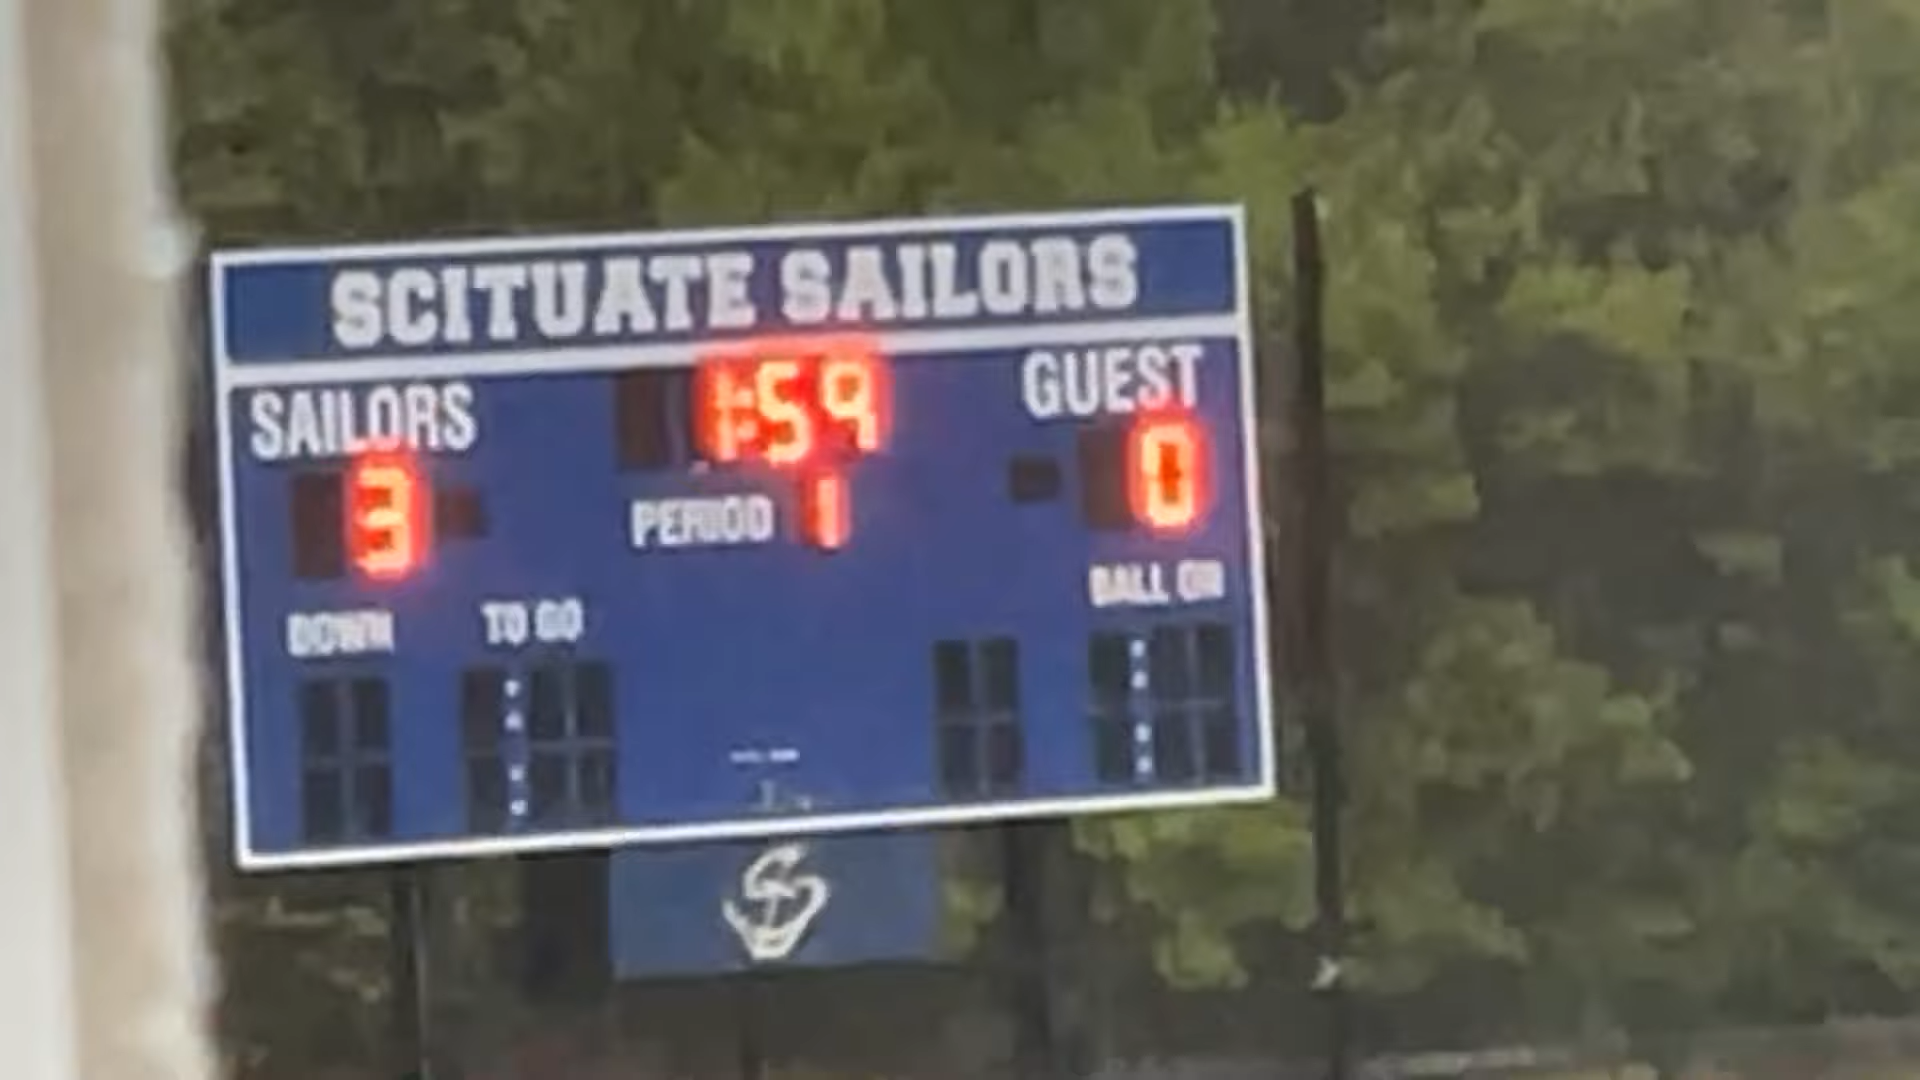 SCITUATE SAILORS
SAILORS 1:59 GUEST
3 PERIOD 1 0
DOWN TO GO BALL ON